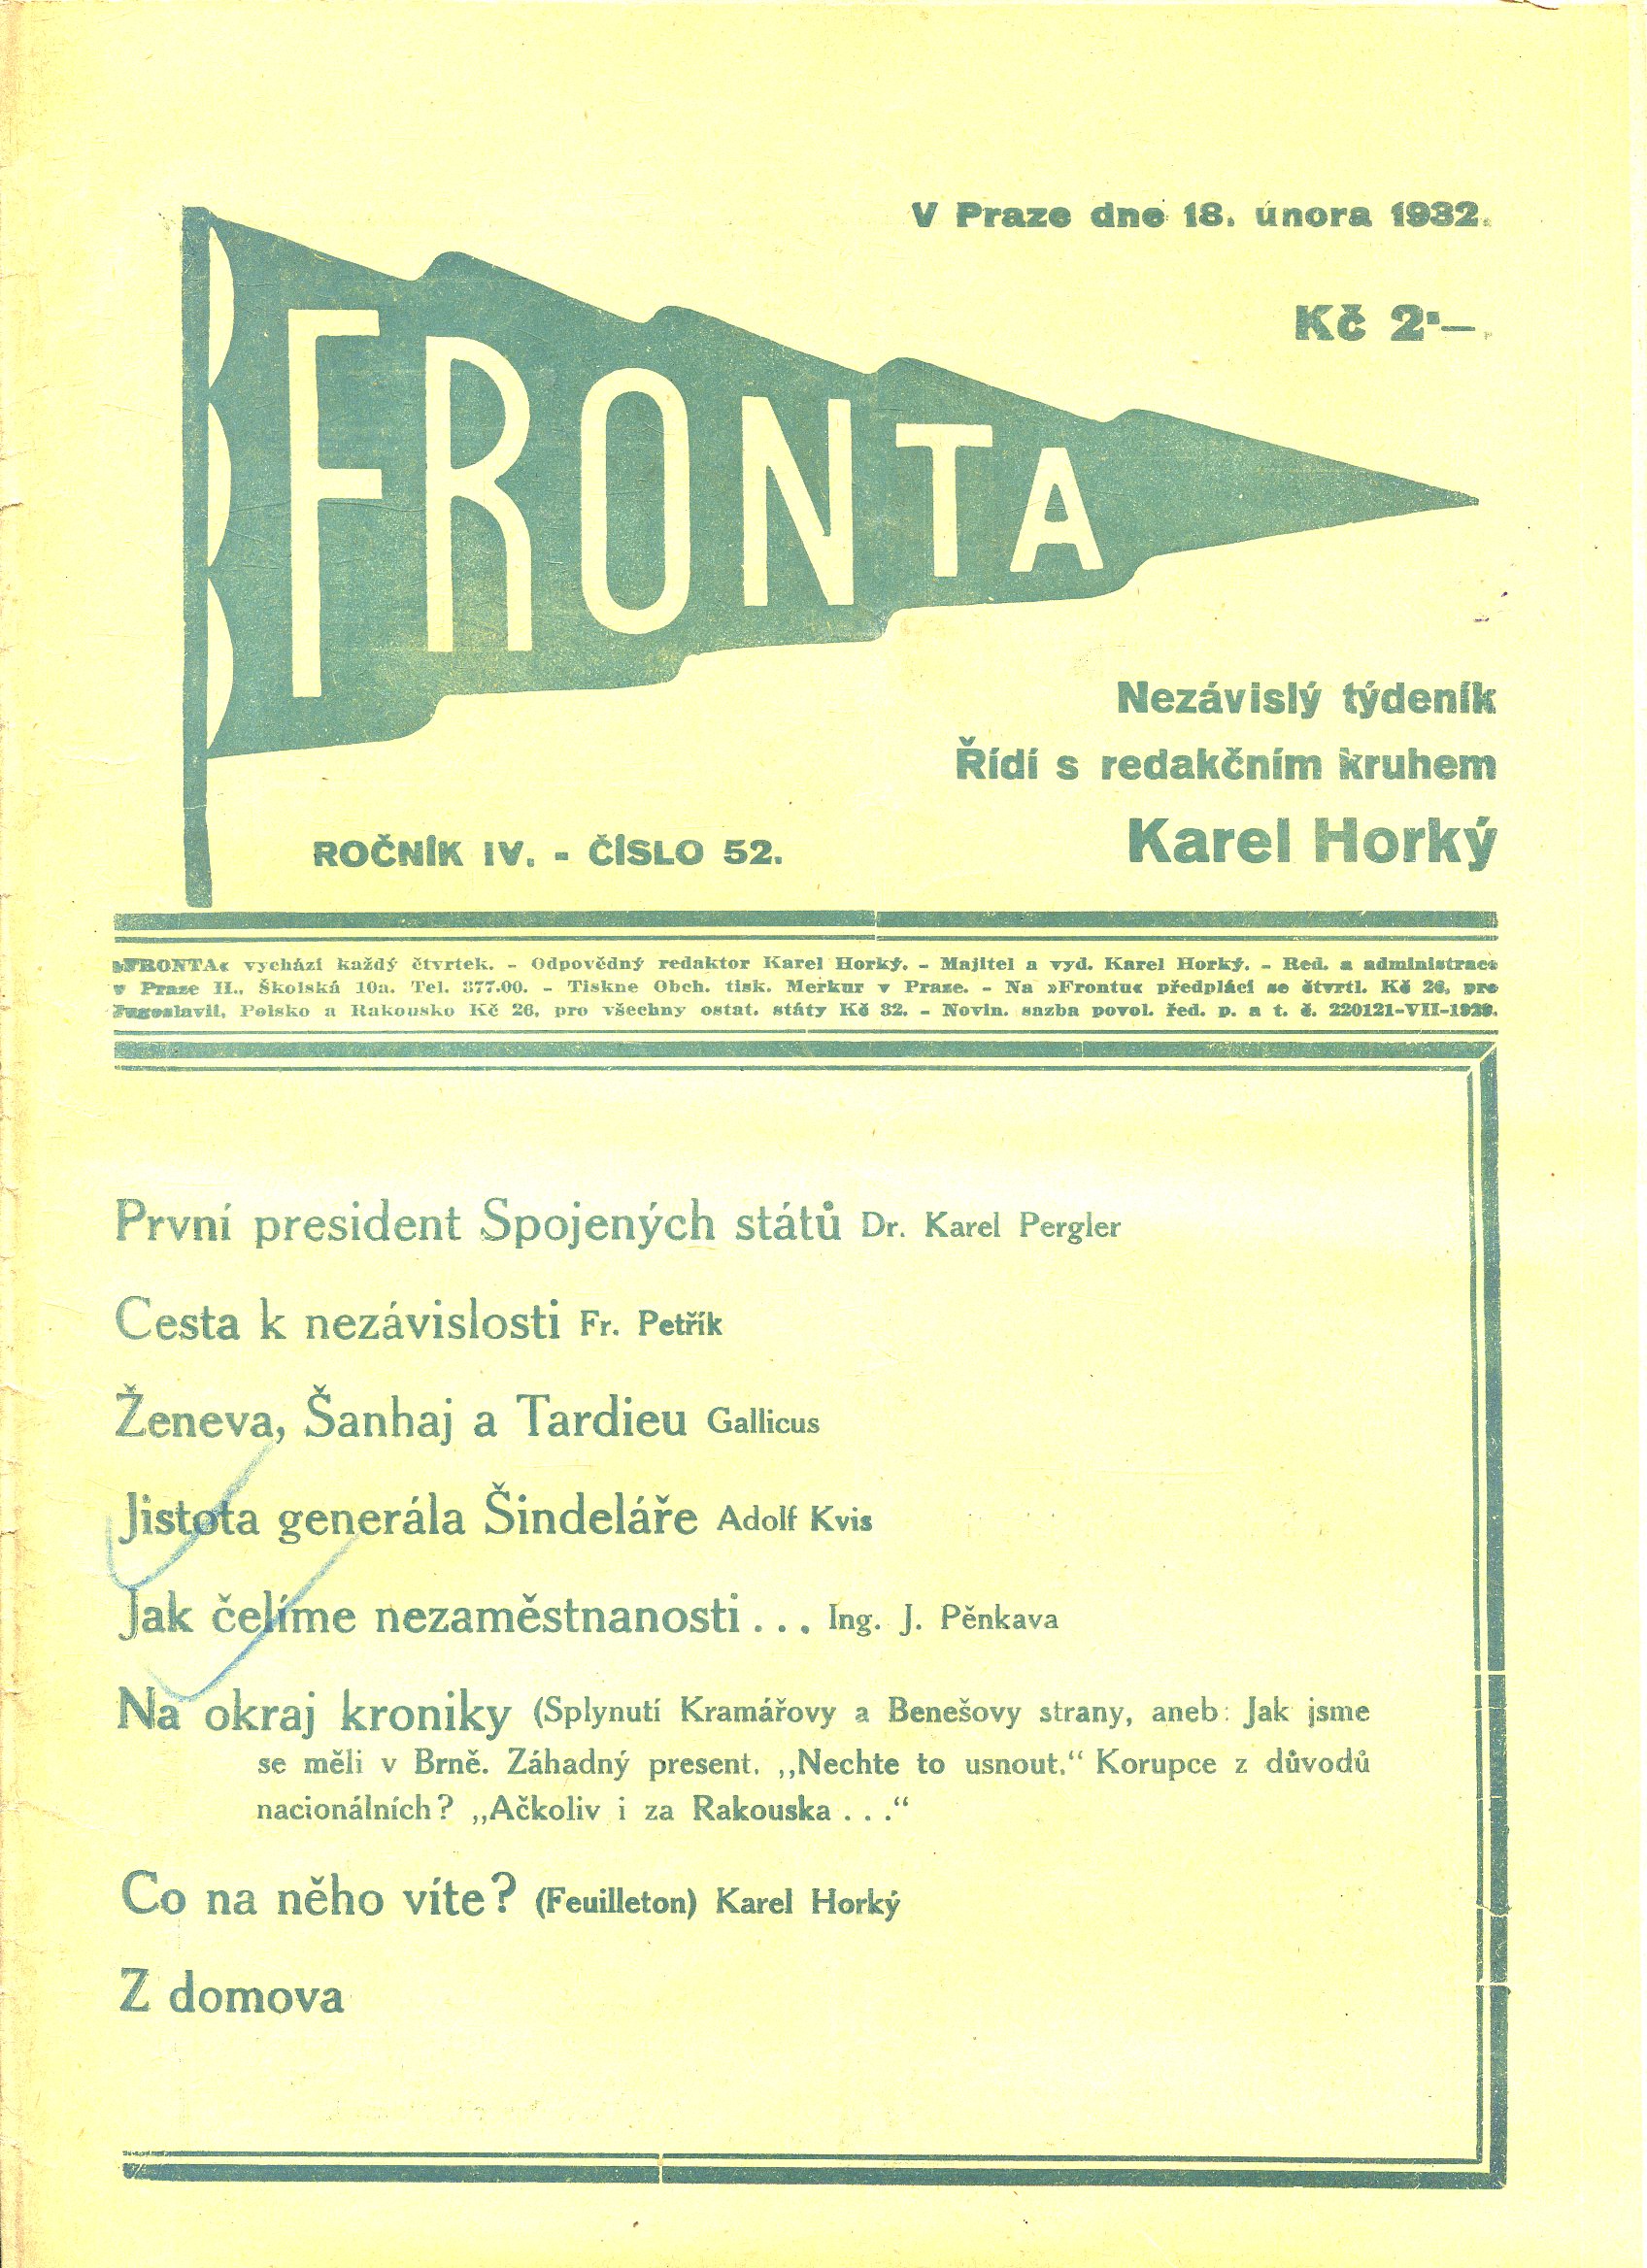 V Praze dne 18. února 1932.
Kč 2·—
FRONTA
Nezávislý týdeník
Řídí s redakčním kruhem
Karel Horký
ROČNÍK IV. - ČÍSLO 52.
»FRONTA« vychází každý čtvrtek. - Odpovědný redaktor Karel Horký. - Majitel a vyd. Karel Horký. - Red. a administrace
v Praze II., Školská 10a. Tel. 377.00. - Tiskne Obch. tisk. Merkur v Praze. - Na »Frontu« předplácí se čtvrtl. Kč 26, pro
Jugoslavii, Polsko a Rakousko Kč 26, pro všechny ostat. státy Kč 32. - Novin. sazba povol. řed. p. a t. č. 220121-VII-1929.
První president Spojených států Dr. Karel Pergler
Cesta k nezávislosti Fr. Petřík
Ženeva, Šanhaj a Tardieu Gallicus
Jistota generála Šindeláře Adolf Kvis
Jak čelíme nezaměstnanosti... Ing. J. Pěnkava
Na okraj kroniky (Splynutí Kramářovy a Benešovy strany, aneb: Jak jsme
se měli v Brně. Záhadný present. „Nechte to usnout.“ Korupce z důvodů
nacionálních? „Ačkoliv i za Rakouska . . .“
Co na něho víte? (Feuilleton) Karel Horký
Z domova